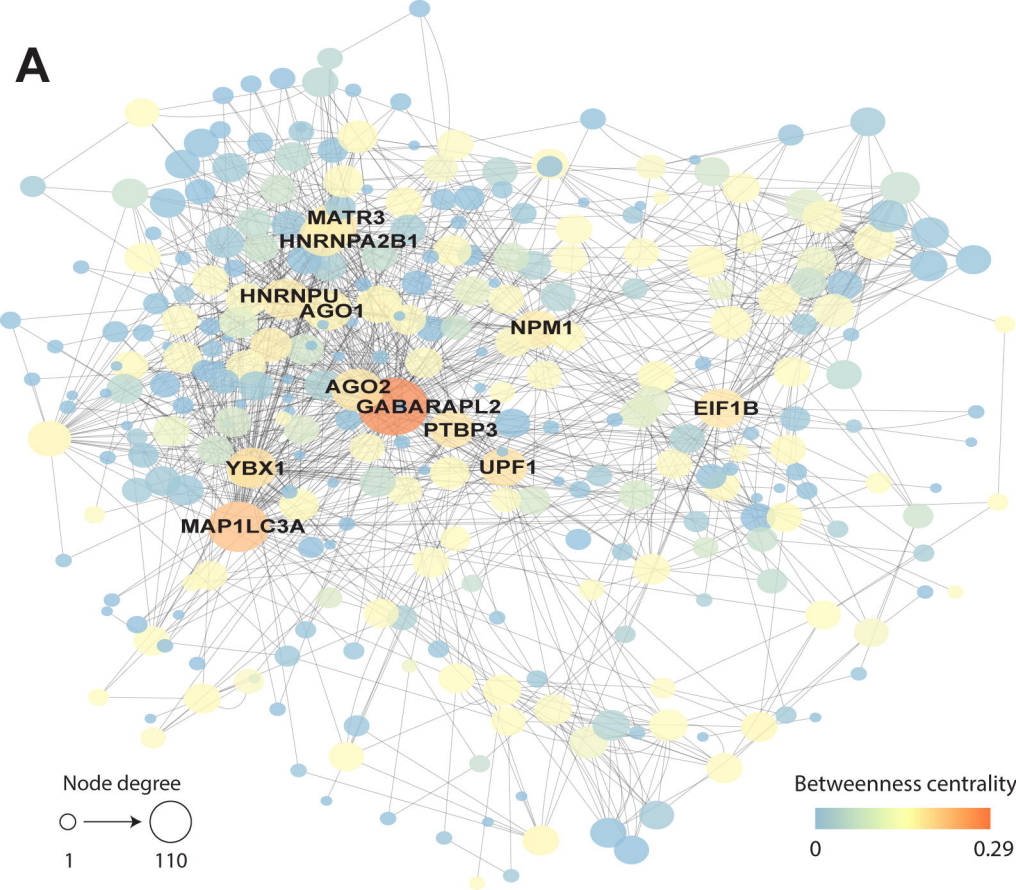 A
MATR3
HNRNPA2B1
HNRNPU
AGO1
NPM1
AGO2
GABARAPL2
EIF1B
PTBP3
YBX1
UPF1
MAP1LC3A
Node degree
1
110
Betweenness centrality
0
0.29